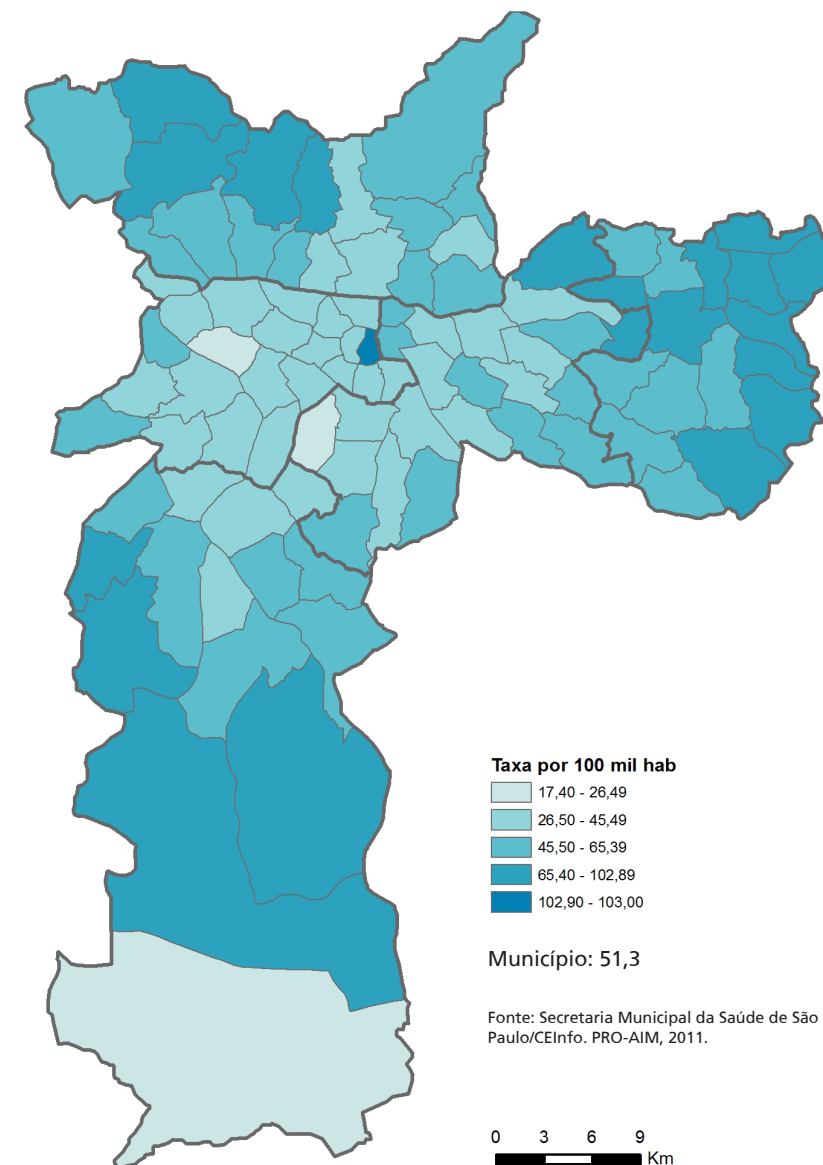 Taxa por 100 mil hab
17,40 - 26,49
26,50 - 45,49
45,50 - 65,39
65,40 - 102,89
102,90 - 103,00
Município: 51,3
Fonte: Secretaria Municipal da Saúde de São
Paulo/CEInfo. PRO-AIM, 2011.
0 3 6 9
Km